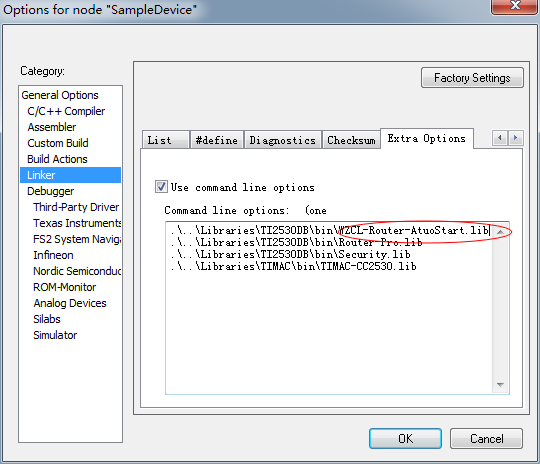 Options for node "SampleDevice"
Category:
Factory Settings
General Options
C/C++ Compiler
Assembler
Custom Build
Build Actions
Linker
Debugger
Third-Party Driver
Texas Instruments
FS2 System Naviga
Infineon
Nordic Semiconduc
ROM-Monitor
Analog Devices
Silabs
Simulator
List #define Diagnostics Checksum Extra Options
Use command line options
Command line options: (one
.\..\Libraries\TI2530DB\bin\WZCL-Router-AtuoStart.lib
.\..\Libraries\TI2530DB\bin\Router-Pro.lib
.\..\Libraries\TI2530DB\bin\Security.lib
.\..\Libraries\TIMAC\bin\TIMAC-CC2530.lib
OK Cancel